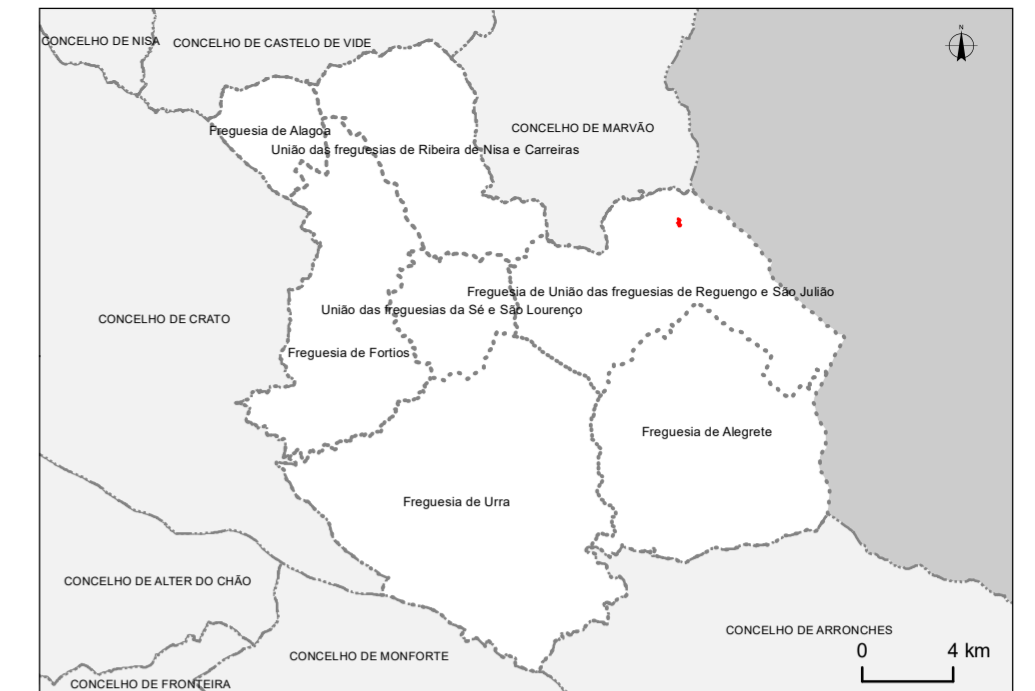 N
CONCELHO DE NISA
CONCELHO DE CASTELO DE VIDE
Freguesia de Alagoa
CONCELHO DE MARVÃO
União das freguesias de Ribeira de Nisa e Carreiras
Freguesia de União das freguesias de Reguengo e São Julião
União das freguesias da Sé e São Lourenço
CONCELHO DE CRATO
Freguesia de Fortios
Freguesia de Alegrete
Freguesia de Urra
CONCELHO DE ALTER DO CHÃO
CONCELHO DE ARRONCHES
CONCELHO DE MONFORTE
0 4 km
CONCELHO DE FRONTEIRA